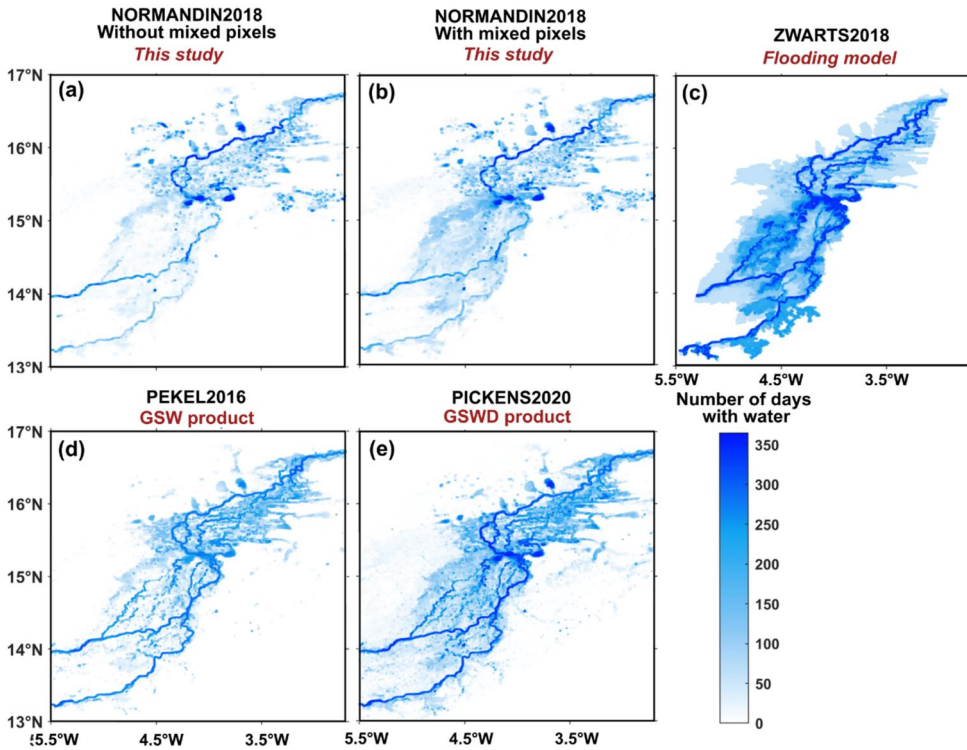 NORMANDIN2018
Without mixed pixels
This study
NORMANDIN2018
With mixed pixels
This study
ZWARTS2018
Flooding model
17°N
16°N
15°N
14°N
13°N
(a)
(b)
(c)
5.5°W 4.5°W 3.5°W
PEKEL2016
GSW product
PICKENS2020
GSWD product
Number of days
with water
17°N
16°N
15°N
14°N
13°N
(d)
(e)
350
300
250
200
150
100
50
0
5.5°W 4.5°W 3.5°W
5.5°W 4.5°W 3.5°W